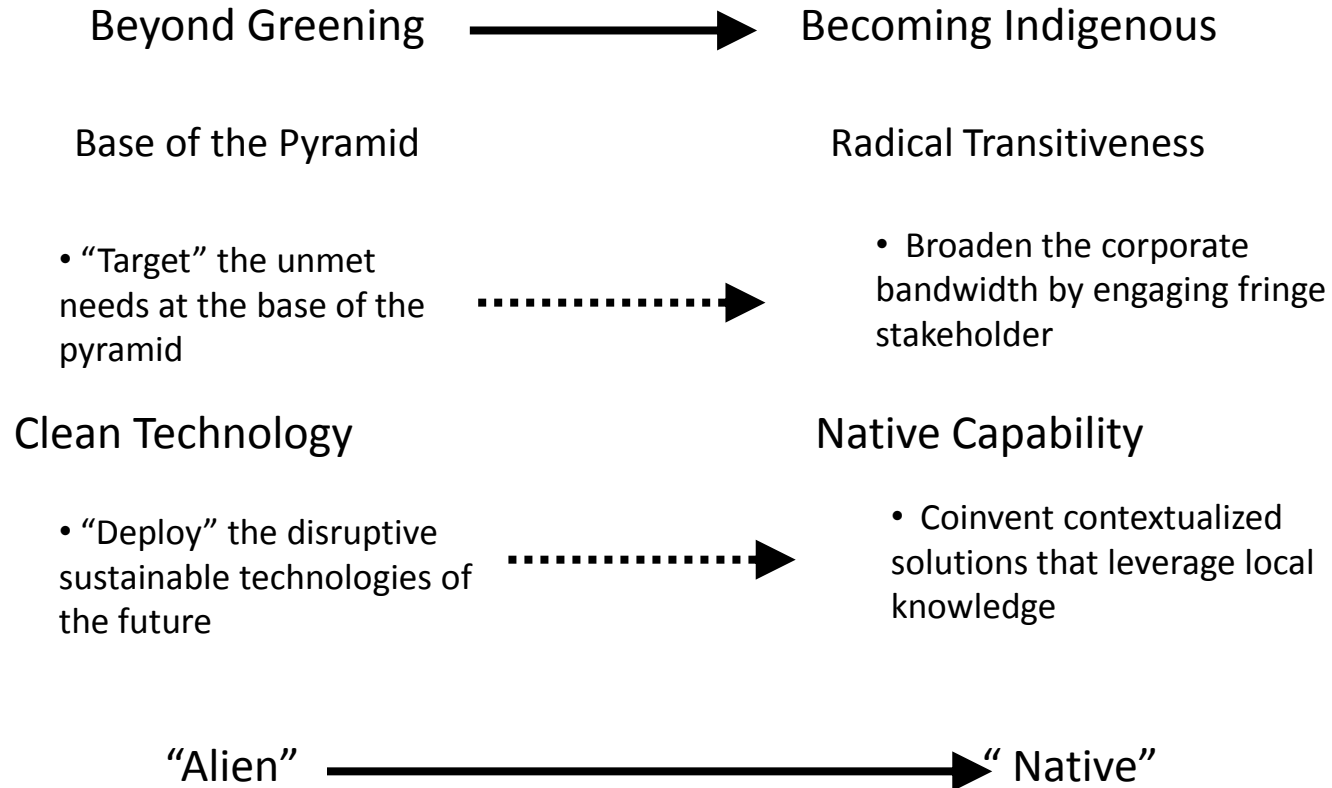 Beyond Greening
Becoming Indigenous
Base of the Pyramid
Radical Transitiveness
• “Target” the unmet
needs at the base of the
pyramid
• Broaden the corporate
bandwidth by engaging fringe
stakeholder
Clean Technology
Native Capability
• “Deploy” the disruptive
sustainable technologies of
the future
• Coinvent contextualized
solutions that leverage local
knowledge
“Alien”
“ Native”